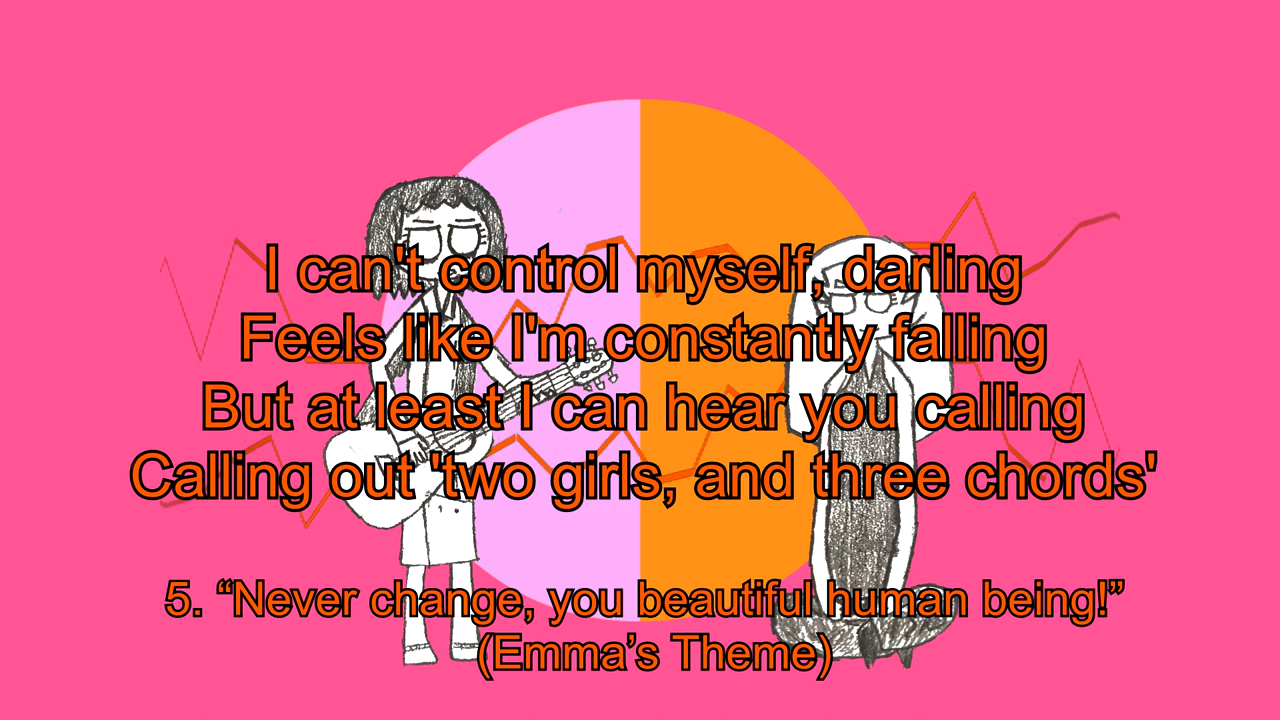 I can't control myself, darling
Feels like I'm constantly falling
But at least I can hear you calling
Calling out 'two girls, and three chords'
5. “Never change, you beautiful human being!”
(Emma’s Theme)